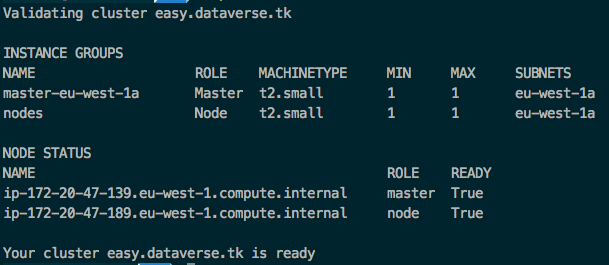 Validating cluster easy.dataverse.tk
INSTANCE GROUPS
NAME ROLE MACHINETYPE MIN MAX SUBNETS
master-eu-west-1a Master t2.small 1 1 eu-west-1a
nodes Node t2.small 1 1 eu-west-1a
NODE STATUS
NAME ROLE READY
ip-172-20-47-139.eu-west-1.compute.internal master True
ip-172-20-47-189.eu-west-1.compute.internal node True
Your cluster easy.dataverse.tk is ready